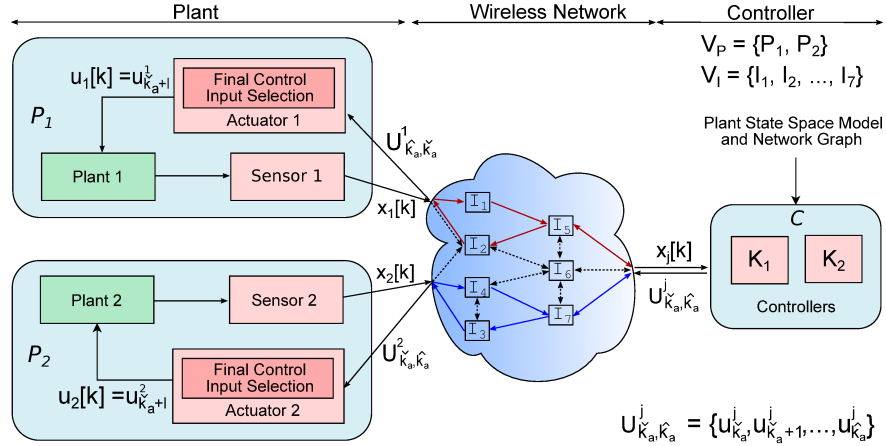 Plant
Wireless Network
Controller
V_P = {P_1, P_2}
V_I = {I_1, I_2, ..., I_7}
Plant State Space Model
and Network Graph
P_1
u_1[k] =u^1_{ǩ_a+l}
Final Control
Input Selection
Actuator 1
Plant 1
Sensor 1
U^1_{k̂_a,ǩ_a}
x_1[k]
I_1
I_2
I_3
I_4
I_5
I_6
I_7
x_j[k]
U^j_{ǩ_a,k̂_a}
C
K_1
K_2
Controllers
Plant 2
Sensor 2
x_2[k]
P_2
Final Control
Input Selection
Actuator 2
u_2[k] =u^2_{ǩ_a+l}
U^2_{ǩ_a,k̂_a}
U^j_{ǩ_a,k̂_a} = {u^j_{ǩ_a},u^j_{ǩ_a+1},...,u^j_{k̂_a}}